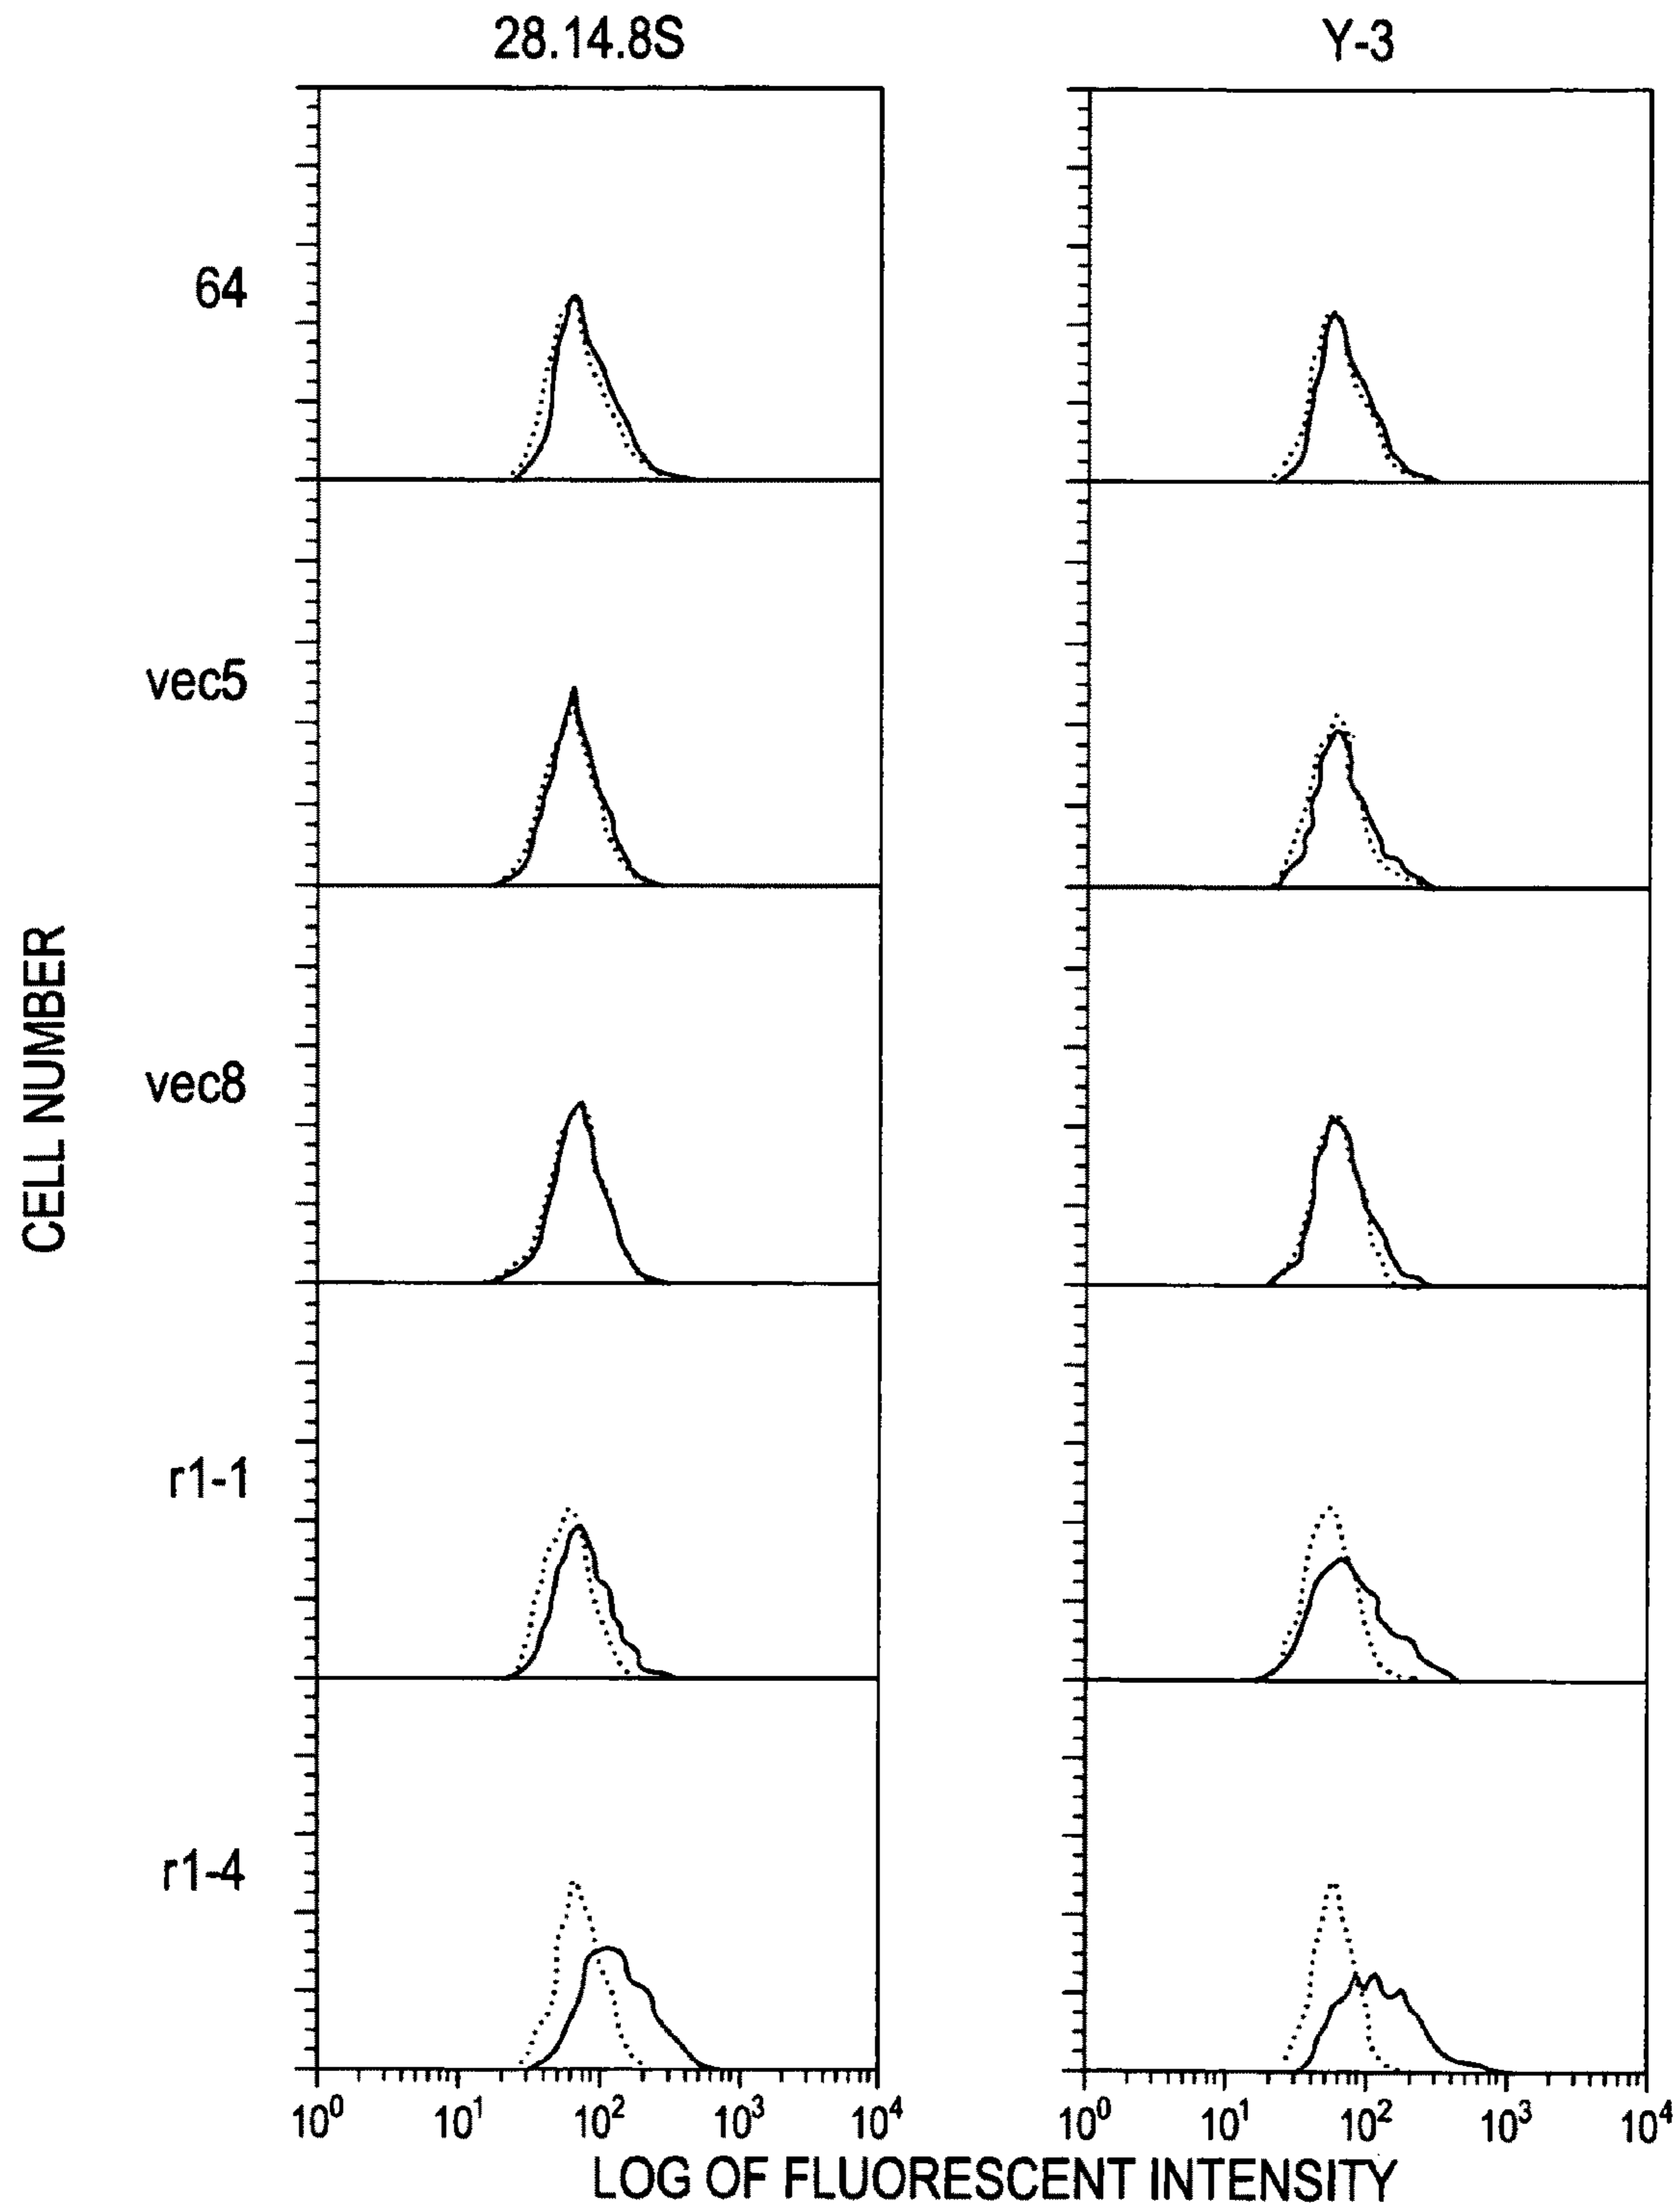 28.14.8S
Y-3
64
vec5
vec8
r1-1
r1-4
CELL NUMBER
10⁰ 10¹ 10² 10³ 10⁴
10⁰ 10¹ 10² 10³ 10⁴
LOG OF FLUORESCENT INTENSITY